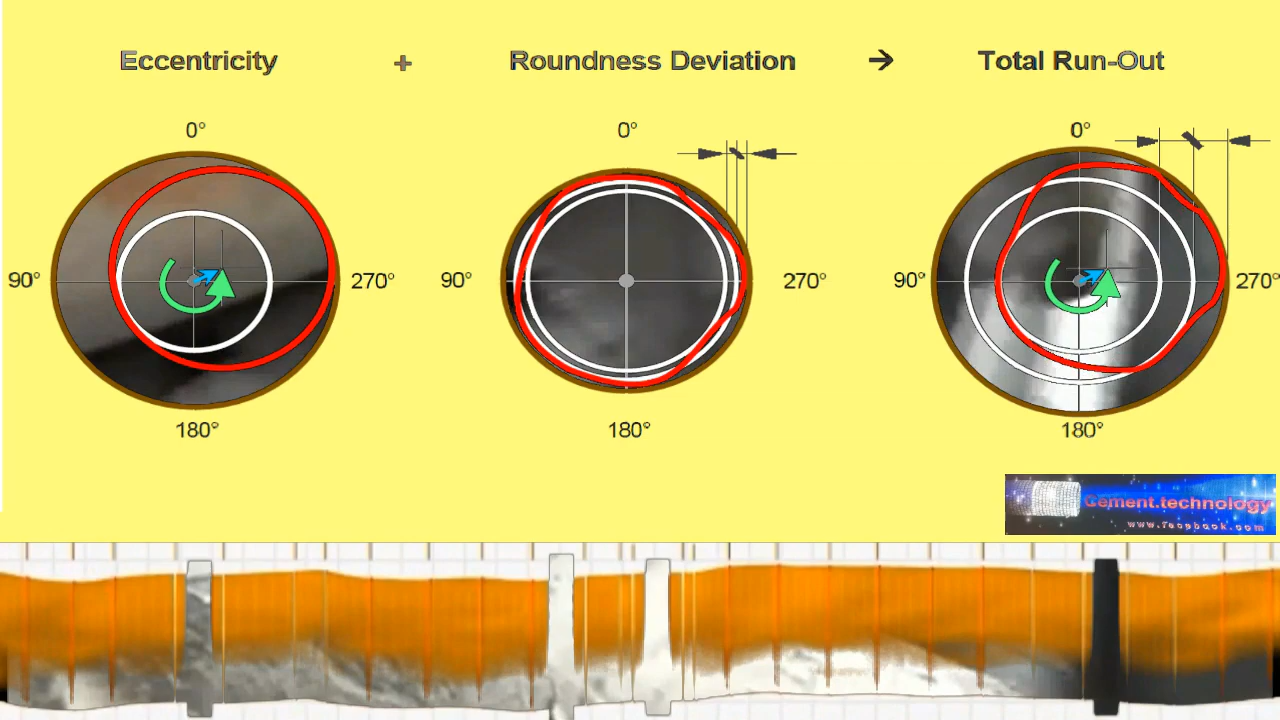 Eccentricity + Roundness Deviation → Total Run-Out
0° 0° 0°
90° 270° 90° 270° 90° 270°
180° 180° 180°
Cement.technology